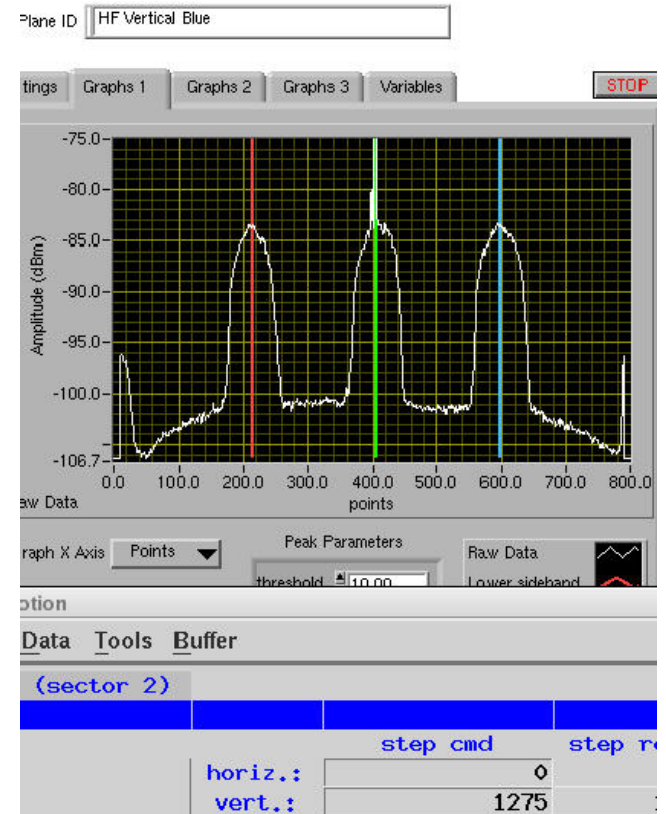 Plane ID HF Vertical Blue
tings Graphs 1 Graphs 2 Graphs 3 Variables STOP
Amplitude (dBm)
-75.0
-80.0
-85.0
-90.0
-95.0
-100.0
-106.7
0.0 100.0 200.0 300.0 400.0 500.0 600.0 700.0 800.0
aw Data points
raph X Axis Points Peak Parameters Raw Data
threshold 10.00 Lower sideband
otion
Data Tools Buffer
(sector 2)
step cmd step re
horiz.: 0
vert.: 1275